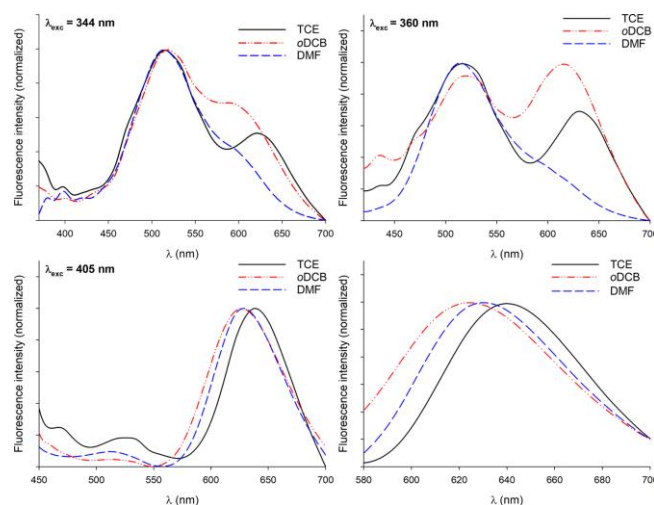 λexc = 344 nm
TCE
oDCB
DMF
Fluorescence intensity (normalized)
400 450 500 550 600 650 700
λ (nm)
λexc = 360 nm
TCE
oDCB
DMF
Fluorescence intensity (normalized)
450 500 550 600 650 700
λ (nm)
λexc = 405 nm
TCE
oDCB
DMF
Fluorescence intensity (normalized)
450 500 550 600 650 700
λ (nm)
TCE
oDCB
DMF
Fluorescence intensity (normalized)
580 600 620 640 660 680 700
λ (nm)